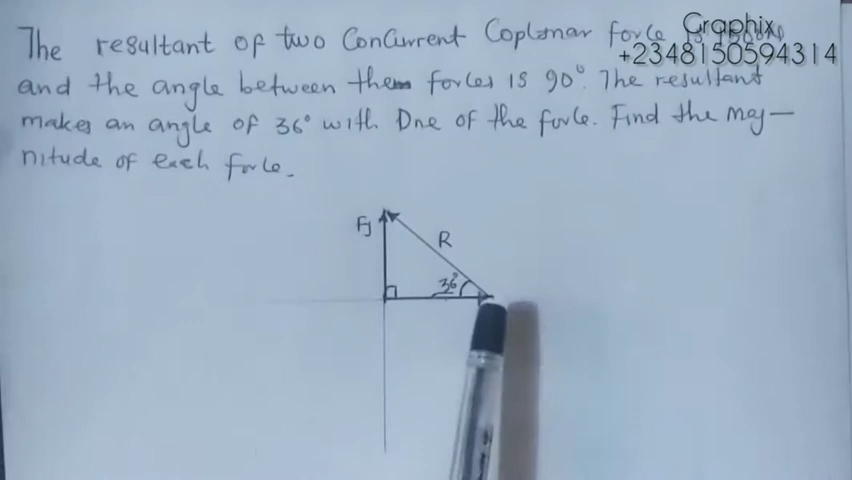 The resultant of two Concurrent Coplanar force
Graphix
+2348150594314
and the angle between them forces is 90°. The resultant
makes an angle of 36° with One of the force. Find the mag-
nitude of each force.
Fy
R
36°